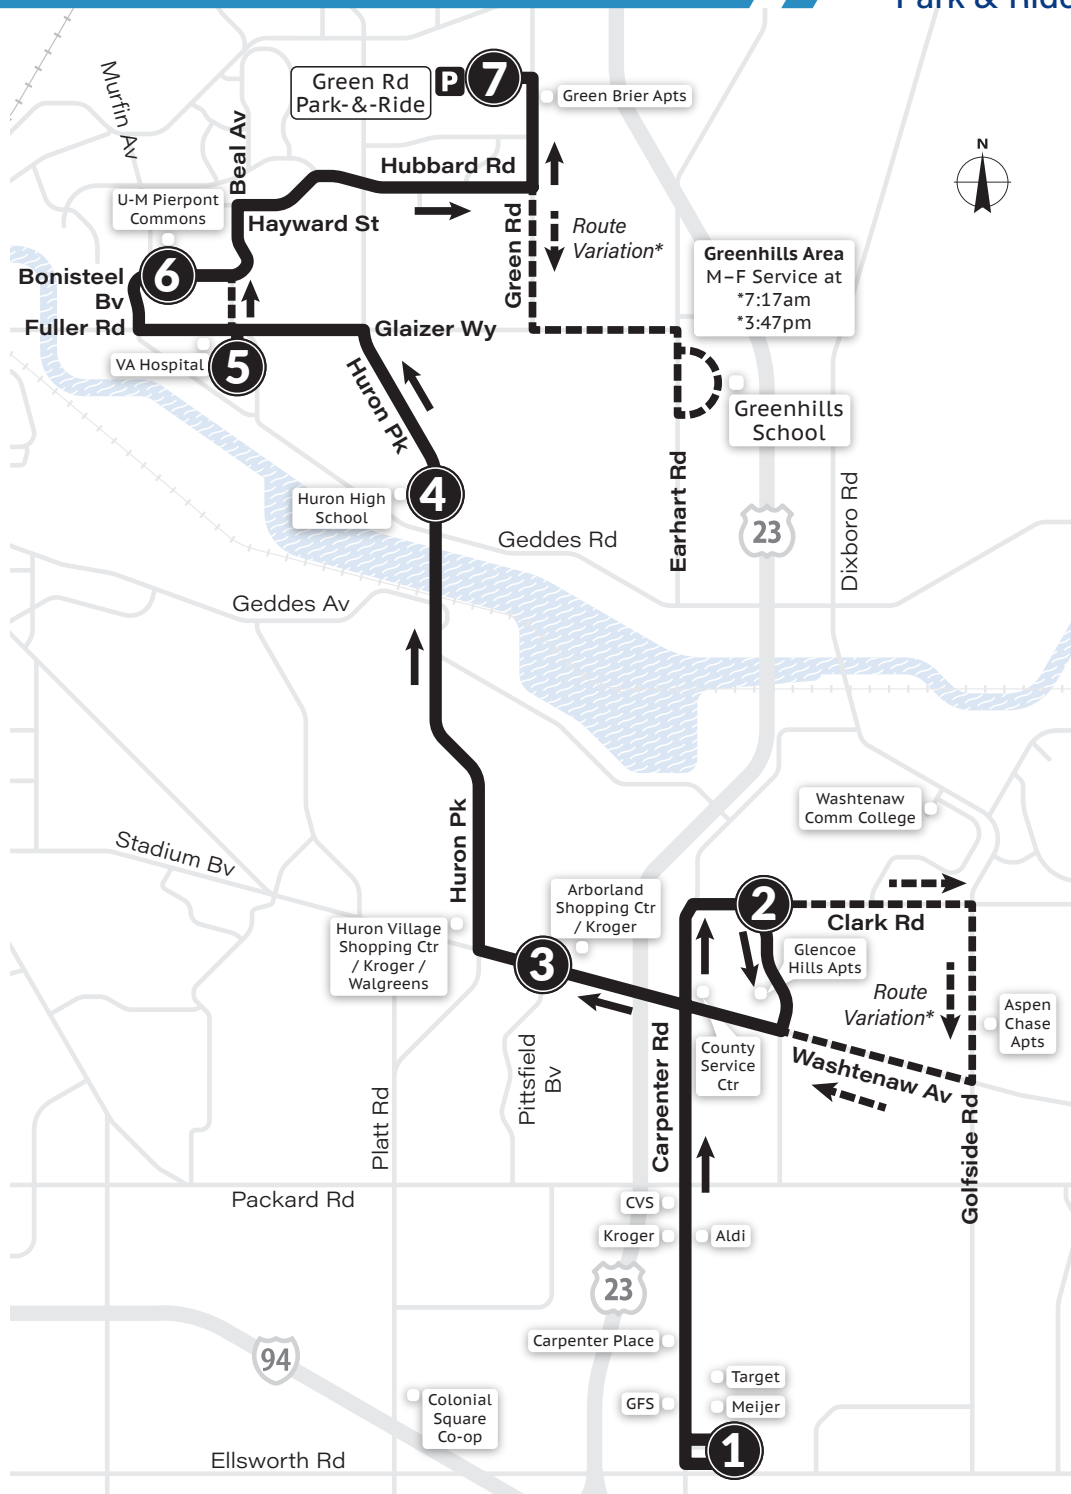 Park & Ride
Murfin Av
Green Rd
Park-&-Ride
P
7
Green Brier Apts
Beal Av
Hubbard Rd
N
U-M Pierpont
Commons
Hayward St
Green Rd
Route
Variation*
Greenhills Area
M–F Service at
*7:17am
*3:47pm
Bonisteel
Bv
6
Fuller Rd
Glaizer Wy
VA Hospital
5
Huron Pk
Greenhills
School
4
Huron High
School
Earhart Rd
23
Dixboro Rd
Geddes Rd
Geddes Av
Washtenaw
Comm College
Huron Pk
Stadium Bv
Arborland
Shopping Ctr
/ Kroger
2
Clark Rd
Huron Village
Shopping Ctr
/ Kroger /
Walgreens
3
Glencoe
Hills Apts
Route
Variation*
Aspen
Chase
Apts
County
Service
Ctr
Washtenaw Av
Pittsfield
Bv
Carpenter Rd
Platt Rd
Golfside Rd
Packard Rd
CVS
Kroger
Aldi
23
Carpenter Place
94
Target
GFS
Meijer
Colonial
Square
Co-op
1
Ellsworth Rd